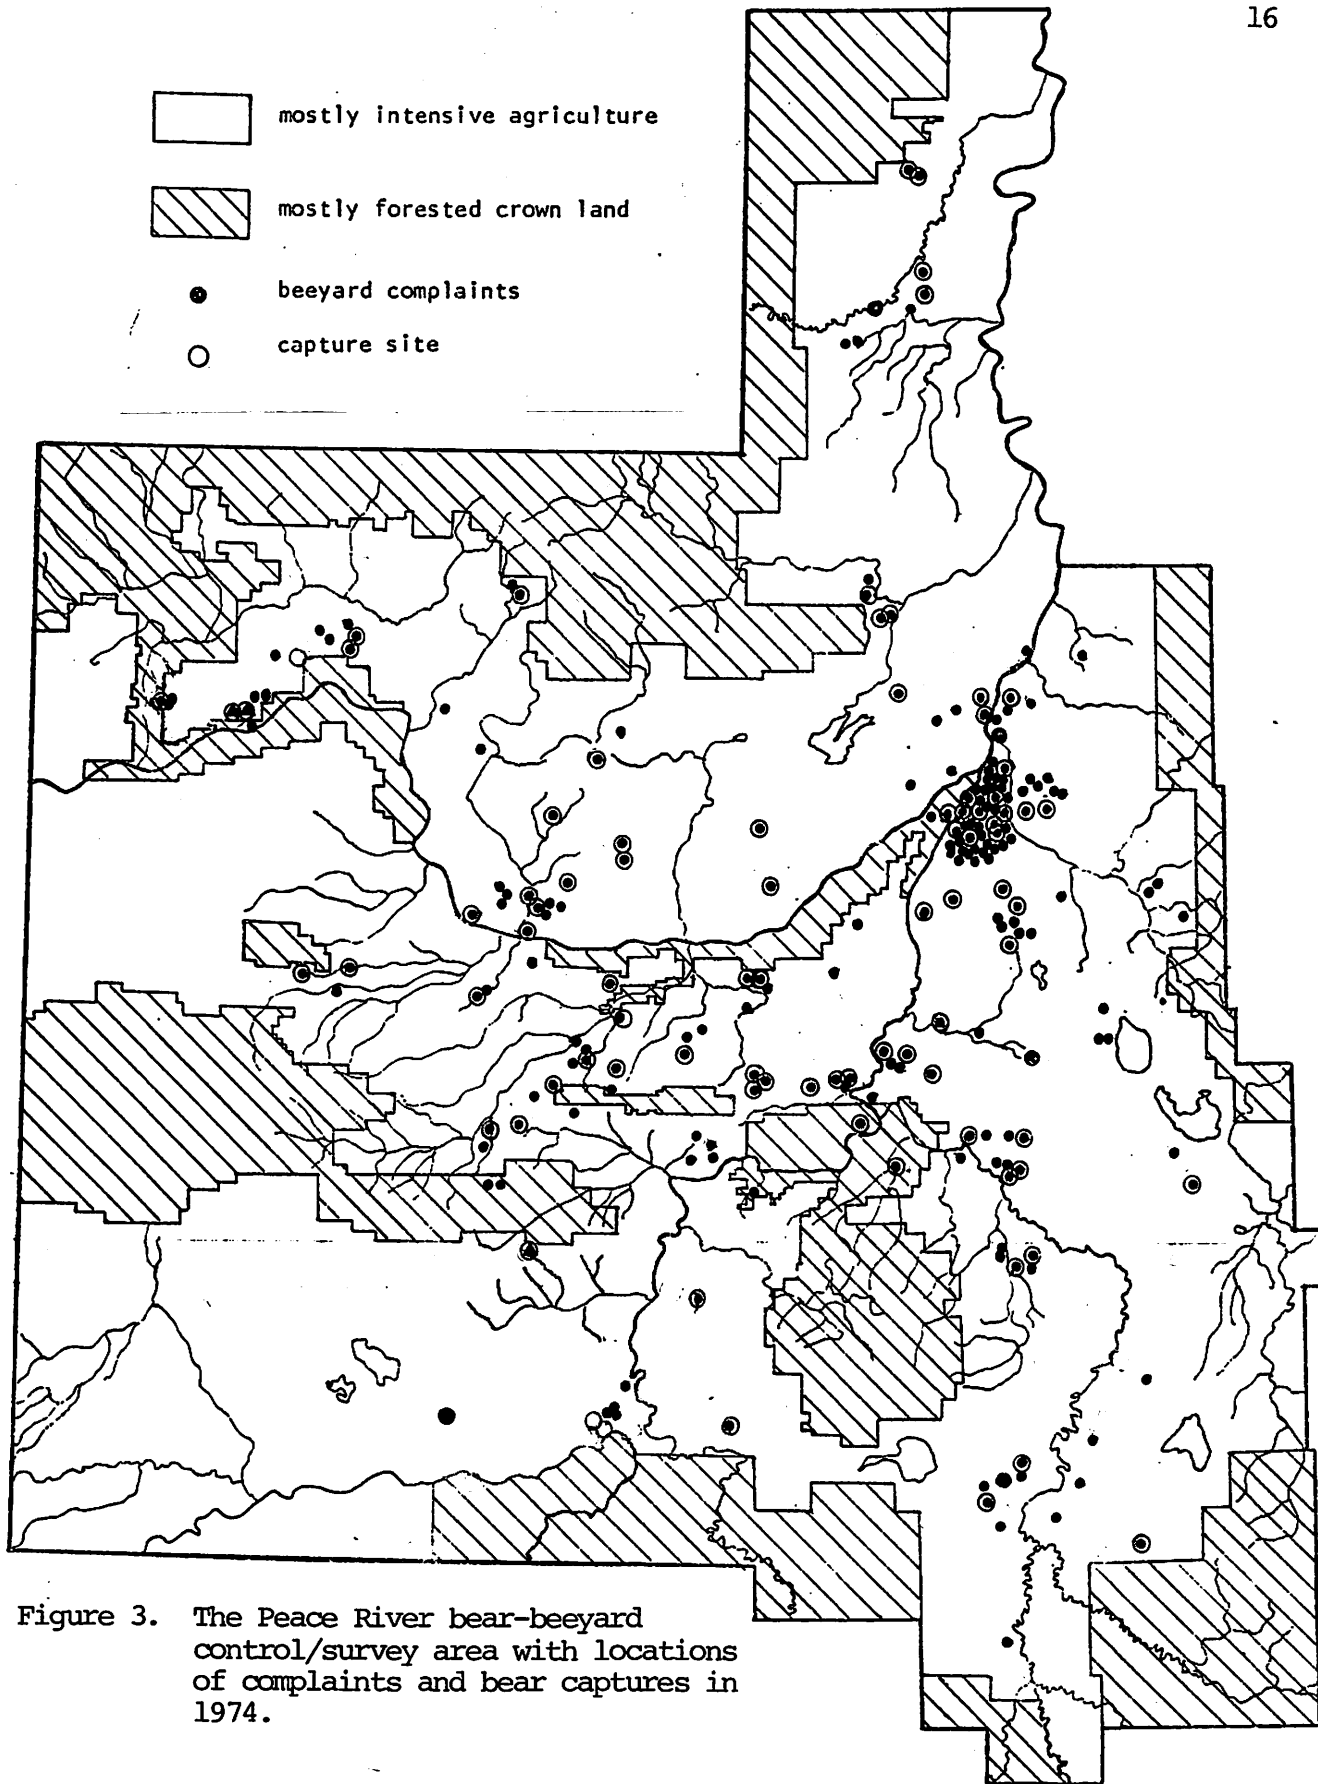 16
mostly intensive agriculture
mostly forested crown land
beeyard complaints
capture site
Figure 3. The Peace River bear-beeyard
control/survey area with locations
of complaints and bear captures in
1974.